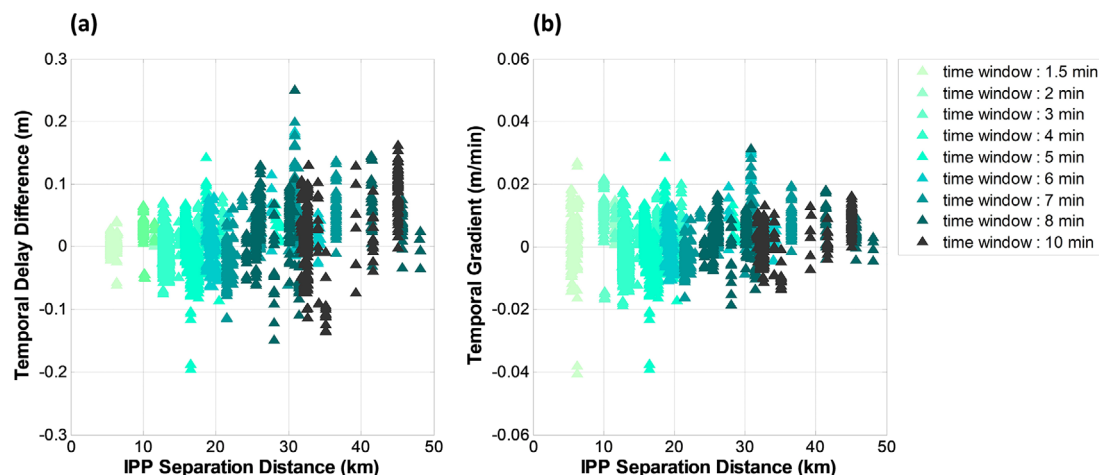 (a)
(b)
0.3
0.2
0.1
0
-0.1
-0.2
-0.3
Temporal Delay Difference (m)
0 10 20 30 40 50
IPP Separation Distance (km)
0.06
0.04
0.02
0
-0.02
-0.04
-0.06
Temporal Gradient (m/min)
0 10 20 30 40 50
IPP Separation Distance (km)
time window : 1.5 min
time window : 2 min
time window : 3 min
time window : 4 min
time window : 5 min
time window : 6 min
time window : 7 min
time window : 8 min
time window : 10 min